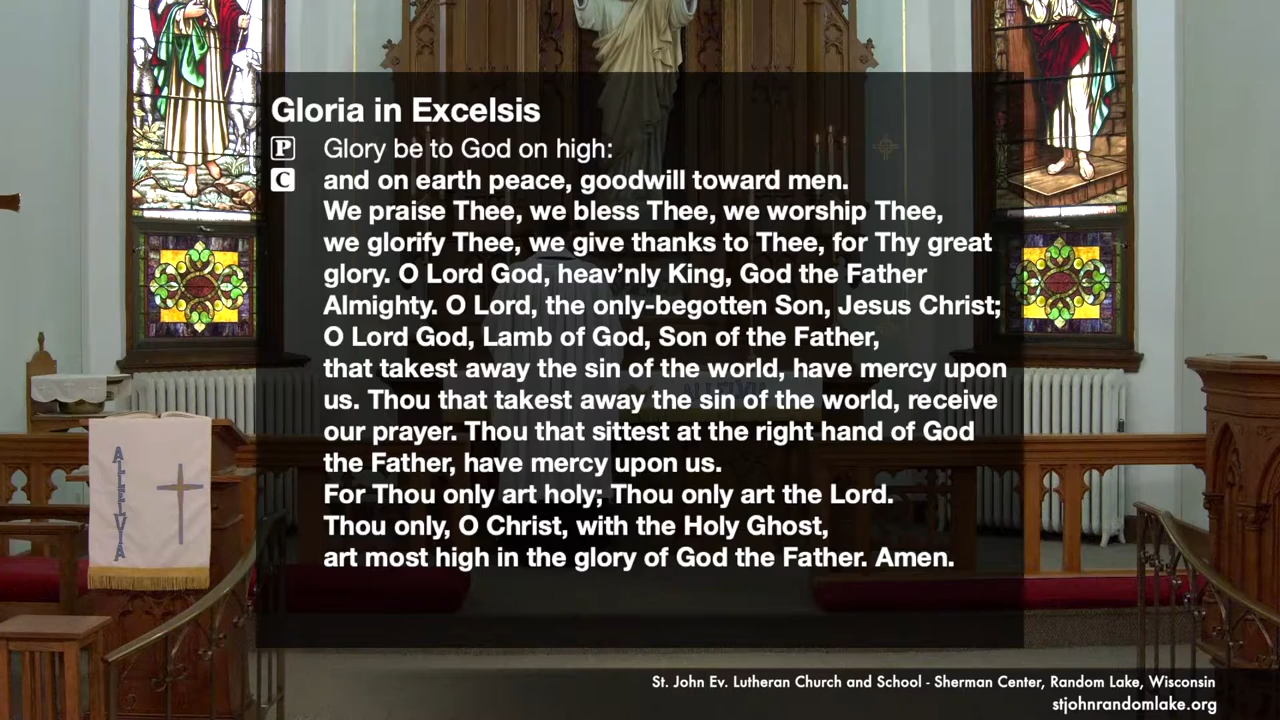 Gloria in Excelsis
P Glory be to God on high:
C and on earth peace, goodwill toward men.
We praise Thee, we bless Thee, we worship Thee,
we glorify Thee, we give thanks to Thee, for Thy great
glory. O Lord God, heav’nly King, God the Father
Almighty. O Lord, the only-begotten Son, Jesus Christ;
O Lord God, Lamb of God, Son of the Father,
that takest away the sin of the world, have mercy upon
us. Thou that takest away the sin of the world, receive
our prayer. Thou that sittest at the right hand of God
the Father, have mercy upon us.
For Thou only art holy; Thou only art the Lord.
Thou only, O Christ, with the Holy Ghost,
art most high in the glory of God the Father. Amen.
ALLELVIA
St. John Ev. Lutheran Church and School - Sherman Center, Random Lake, Wisconsin
stjohnrandomlake.org